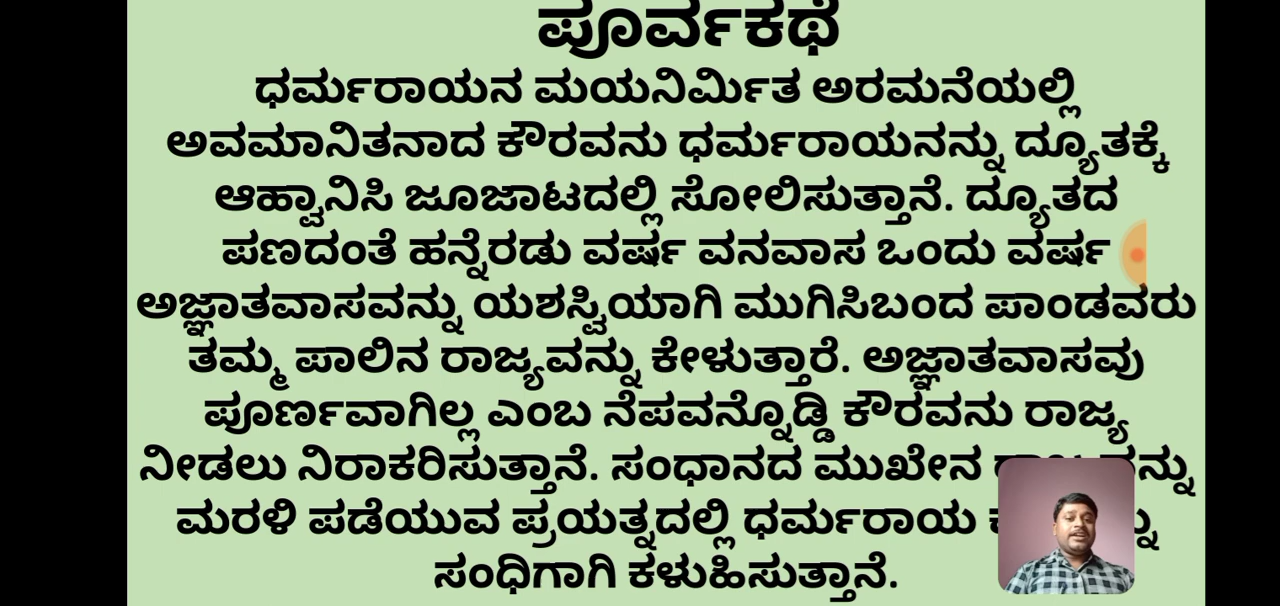 ಪೂರ್ವಕಥೆ
ಧರ್ಮರಾಯನ ಮಯನಿರ್ಮಿತ ಅರಮನೆಯಲ್ಲಿ
ಅವಮಾನಿತನಾದ ಕೌರವನು ಧರ್ಮರಾಯನನ್ನು ದ್ಯೂತಕ್ಕೆ
ಆಹ್ವಾನಿಸಿ ಜೂಜಾಟದಲ್ಲಿ ಸೋಲಿಸುತ್ತಾನೆ. ದ್ಯೂತದ
ಪಣದಂತೆ ಹನ್ನೆರಡು ವರ್ಷ ವನವಾಸ ಒಂದು ವರ್ಷ
ಅಜ್ಞಾತವಾಸವನ್ನು ಯಶಸ್ವಿಯಾಗಿ ಮುಗಿಸಿಬಂದ ಪಾಂಡವರು
ತಮ್ಮ ಪಾಲಿನ ರಾಜ್ಯವನ್ನು ಕೇಳುತ್ತಾರೆ. ಅಜ್ಞಾತವಾಸವು
ಪೂರ್ಣವಾಗಿಲ್ಲ ಎಂಬ ನೆಪವನ್ನೊಡ್ಡಿ ಕೌರವನು ರಾಜ್ಯ
ನೀಡಲು ನಿರಾಕರಿಸುತ್ತಾನೆ. ಸಂಧಾನದ ಮುಖೇನ
ಮರಳಿ ಪಡೆಯುವ ಪ್ರಯತ್ನದಲ್ಲಿ ಧರ್ಮರಾಯ
ಸಂಧಿಗಾಗಿ ಕಳುಹಿಸುತ್ತಾನೆ.